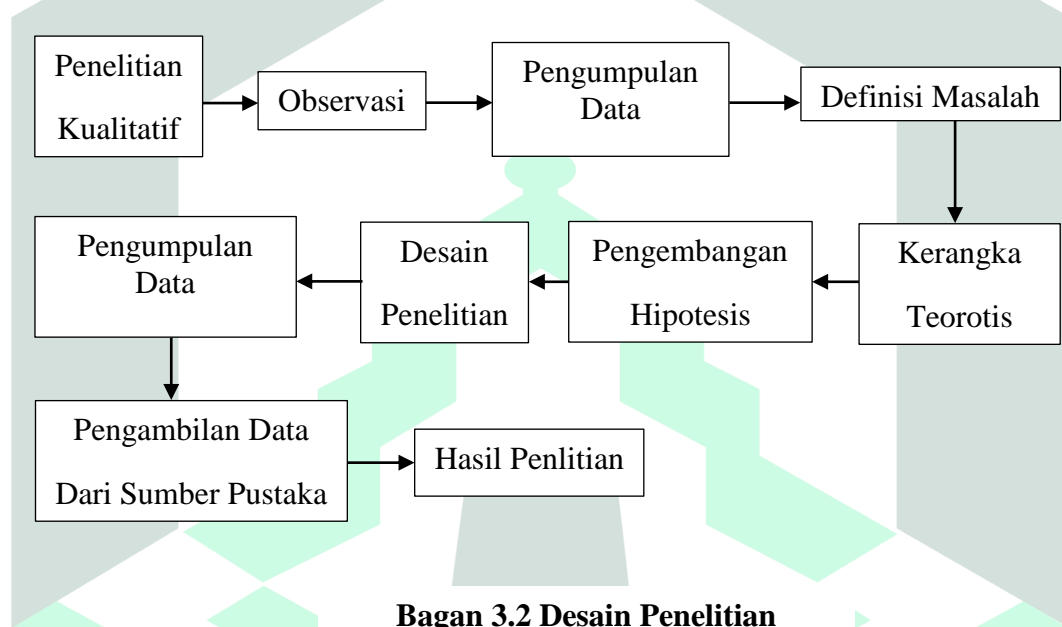 Penelitian
Kualitatif
Observasi
Pengumpulan
Data
Definisi Masalah
Kerangka
Teorotis
Pengembangan
Hipotesis
Desain
Penelitian
Pengumpulan
Data
Pengambilan Data
Dari Sumber Pustaka
Hasil Penlitian
Bagan 3.2 Desain Penelitian